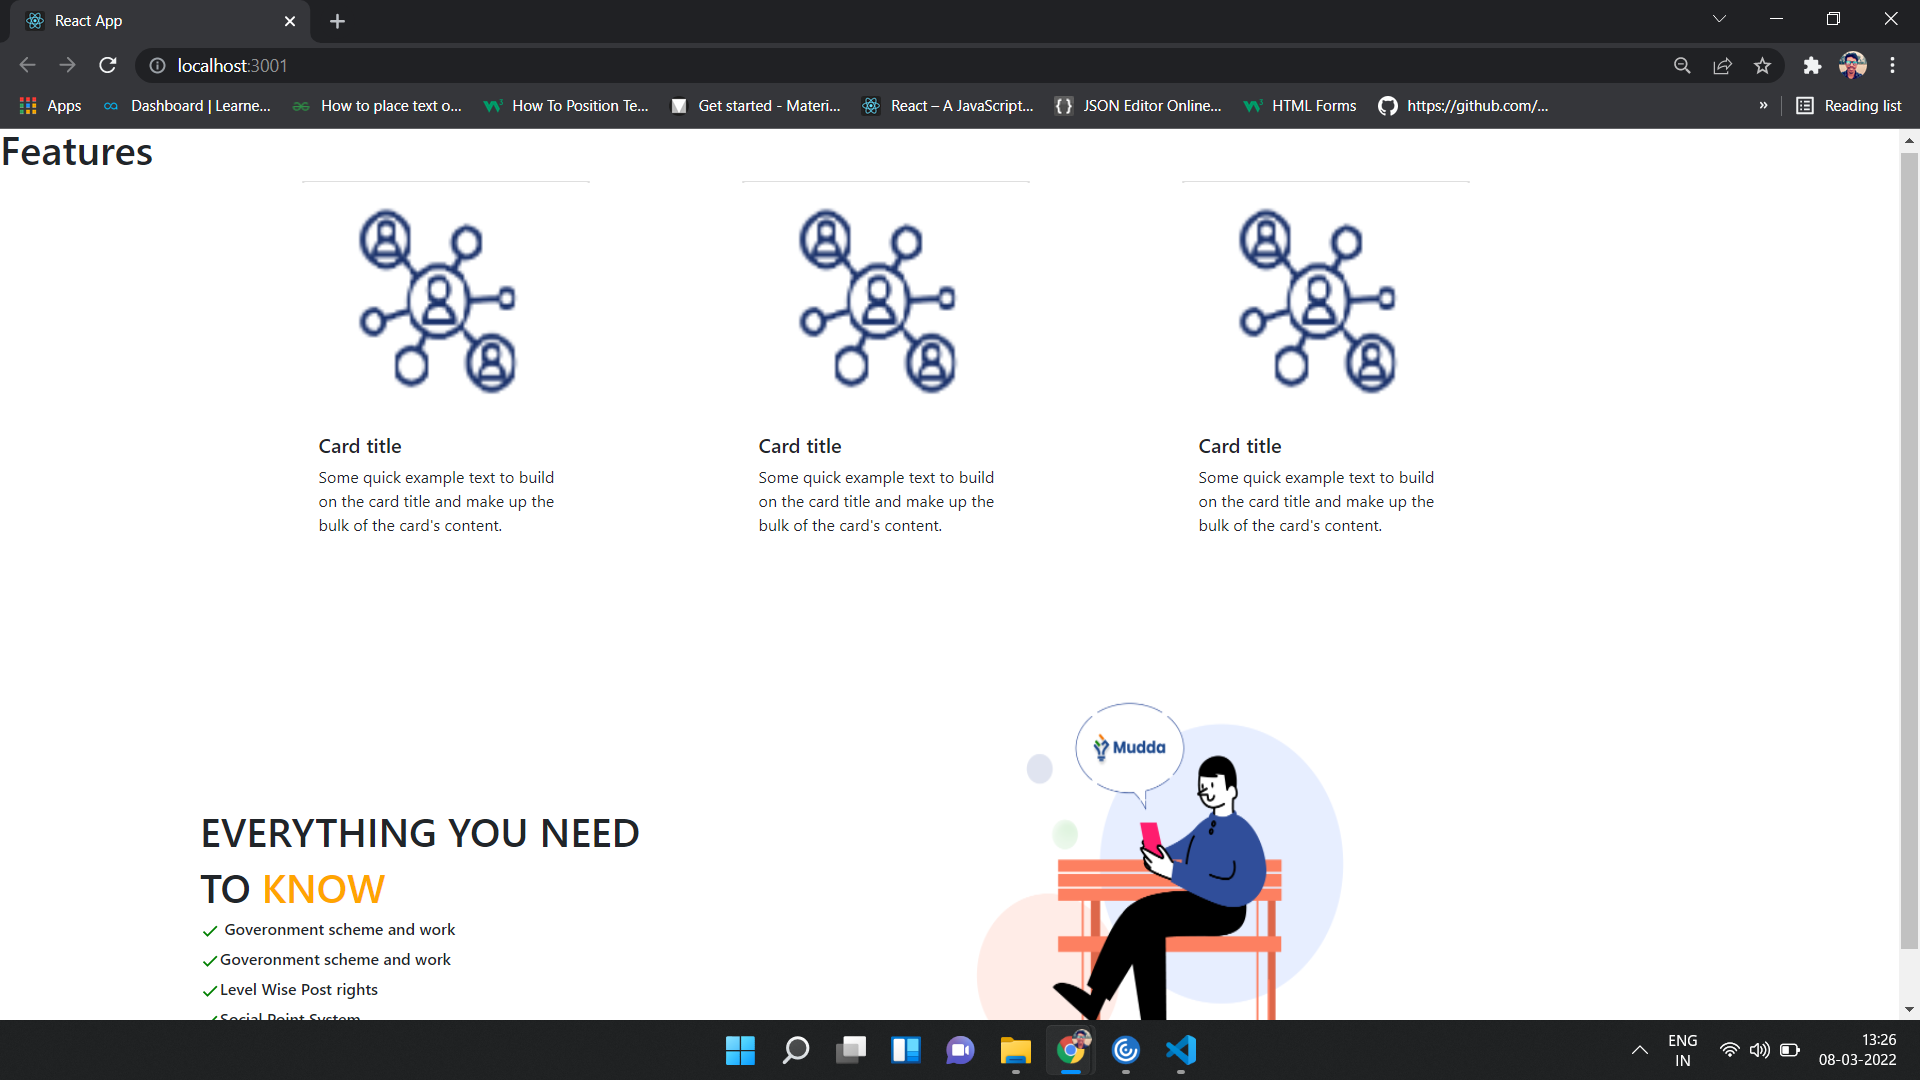 React App
localhost:3001
Apps
Dashboard | Learne...
How to place text o...
How To Position Te...
Get started - Materi...
React – A JavaScript...
JSON Editor Online...
HTML Forms
https://github.com/...
»
Reading list
Features
Card title
Some quick example text to build
on the card title and make up the
bulk of the card's content.
Card title
Some quick example text to build
on the card title and make up the
bulk of the card's content.
Card title
Some quick example text to build
on the card title and make up the
bulk of the card's content.
Mudda
EVERYTHING YOU NEED
TO KNOW
Goveronment scheme and work
Goveronment scheme and work
Level Wise Post rights
Social Point System
ENG
IN
13:26
08-03-2022